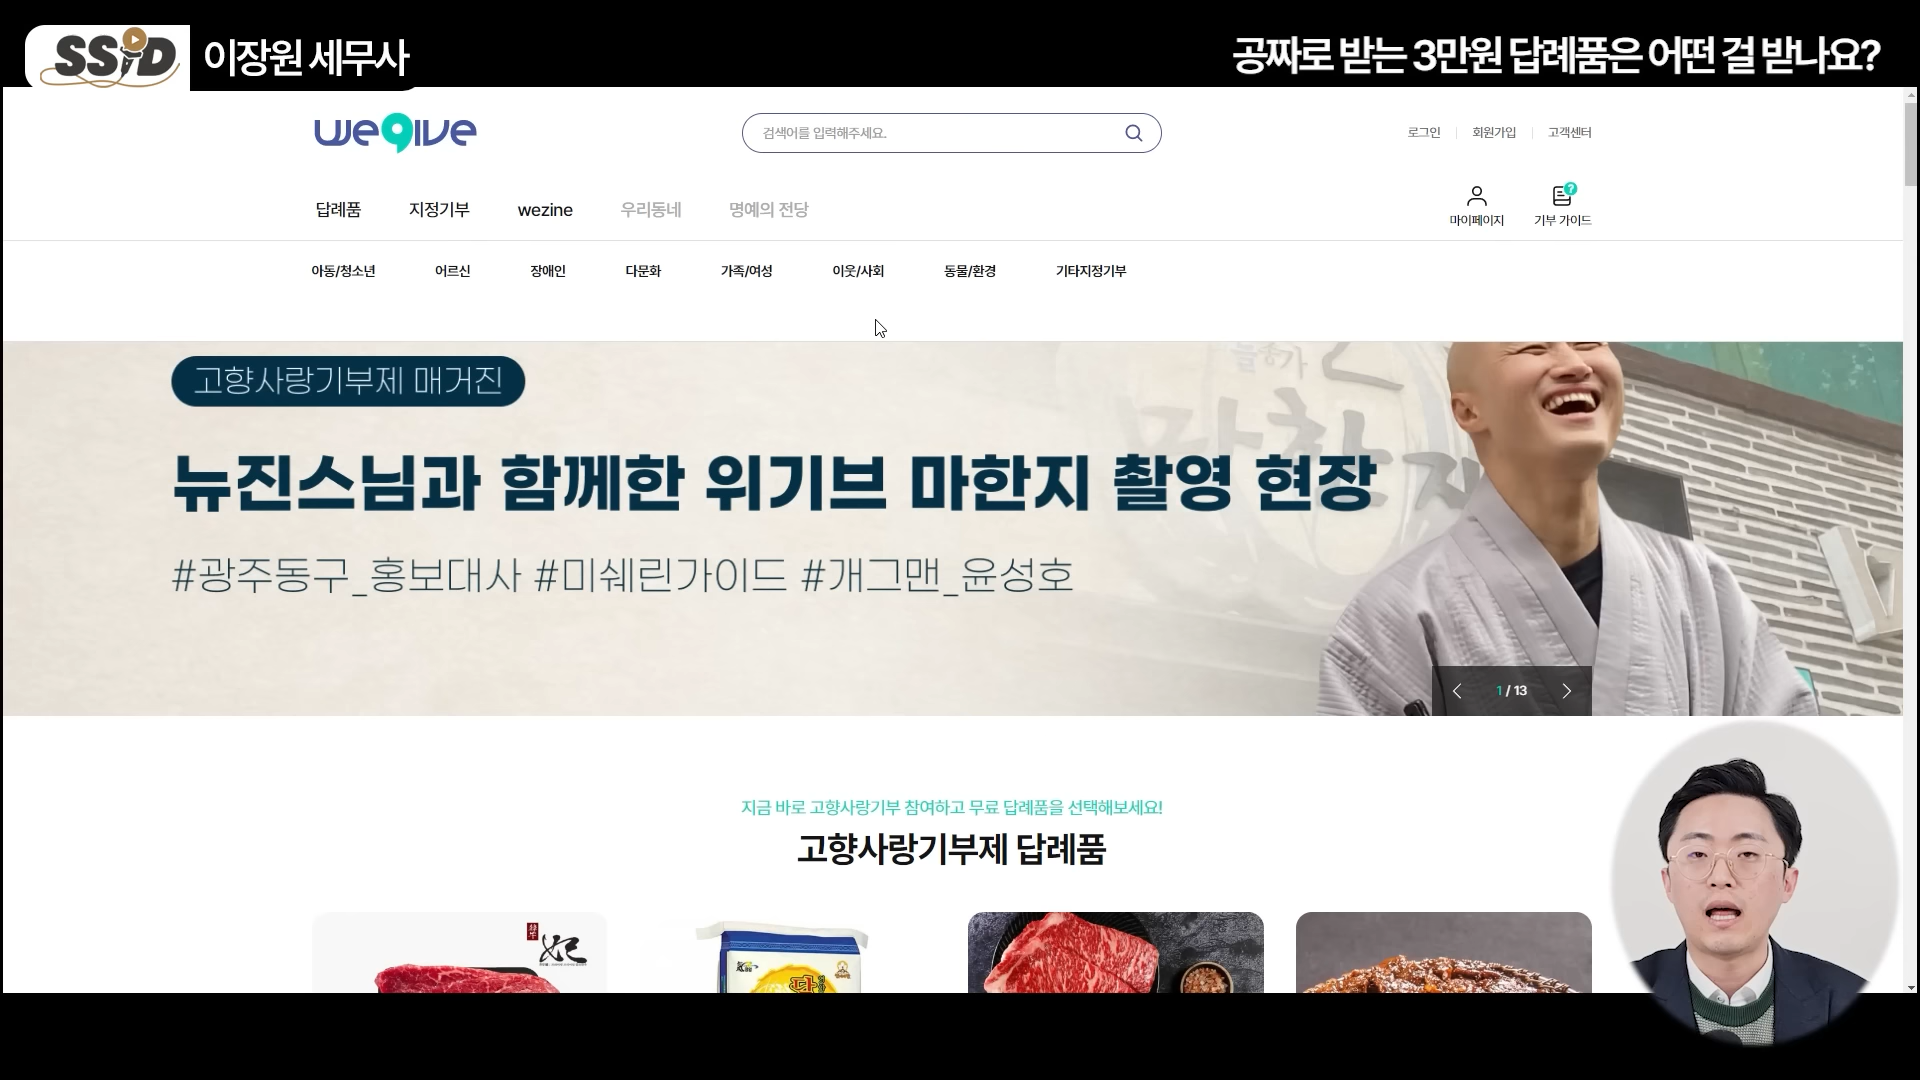 SSiD 이장원 세무사
공짜로 받는 3만원 답례품은 어떤 걸 받나요?
wegive
검색어를 입력해주세요.
로그인 회원가입 고객센터
답례품 지정기부 wezine 우리동네 명예의 전당
?
마이페이지 기부 가이드
아동/청소년 어르신 장애인 다문화 가족/여성 이웃/사회 동물/환경 기타지정기부
고향사랑기부제 매거진
뉴진스님과 함께한 위기브 마한지 촬영 현장
#광주동구_홍보대사 #미쉐린가이드 #개그맨_윤성호
1 / 13
지금 바로 고향사랑기부 참여하고 무료 답례품을 선택해보세요!
고향사랑기부제 답례품